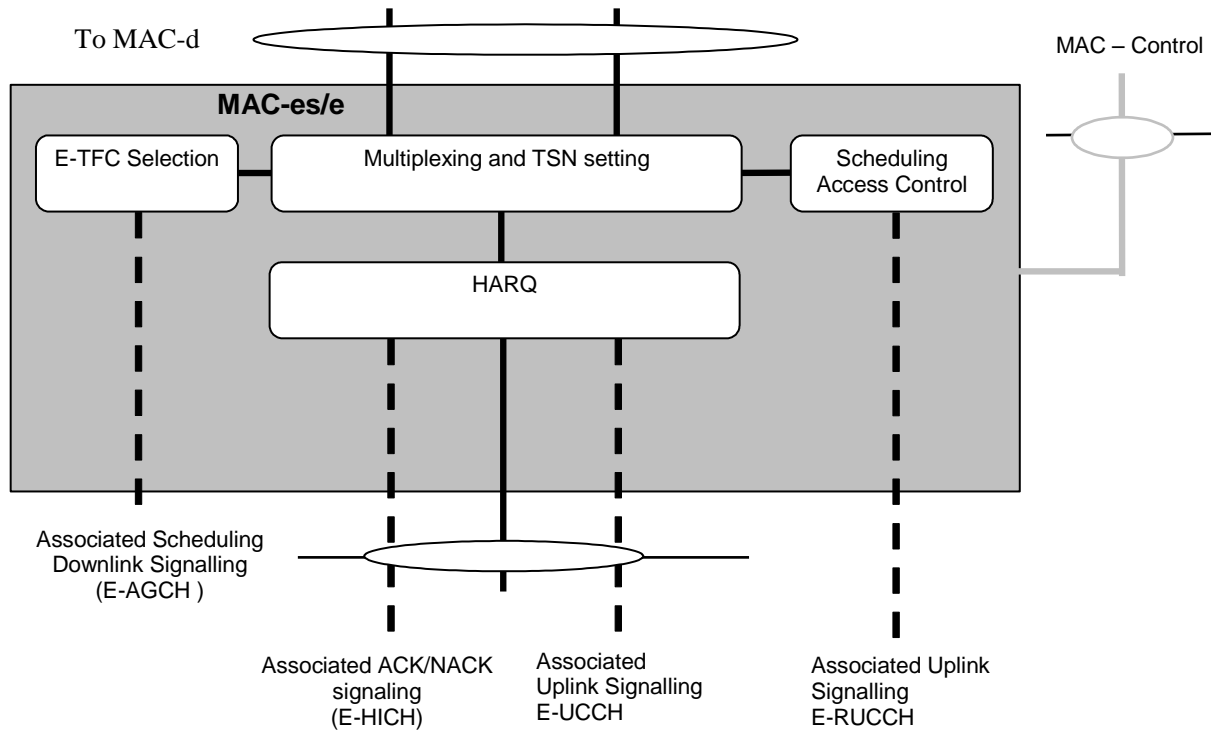 To MAC-d
MAC – Control
MAC-es/e
E-TFC Selection
Multiplexing and TSN setting
Scheduling
Access Control
HARQ
Associated Scheduling
Downlink Signalling
(E-AGCH )
Associated ACK/NACK
signaling
(E-HICH)
Associated
Uplink Signalling
E-UCCH
Associated Uplink
Signalling
E-RUCCH